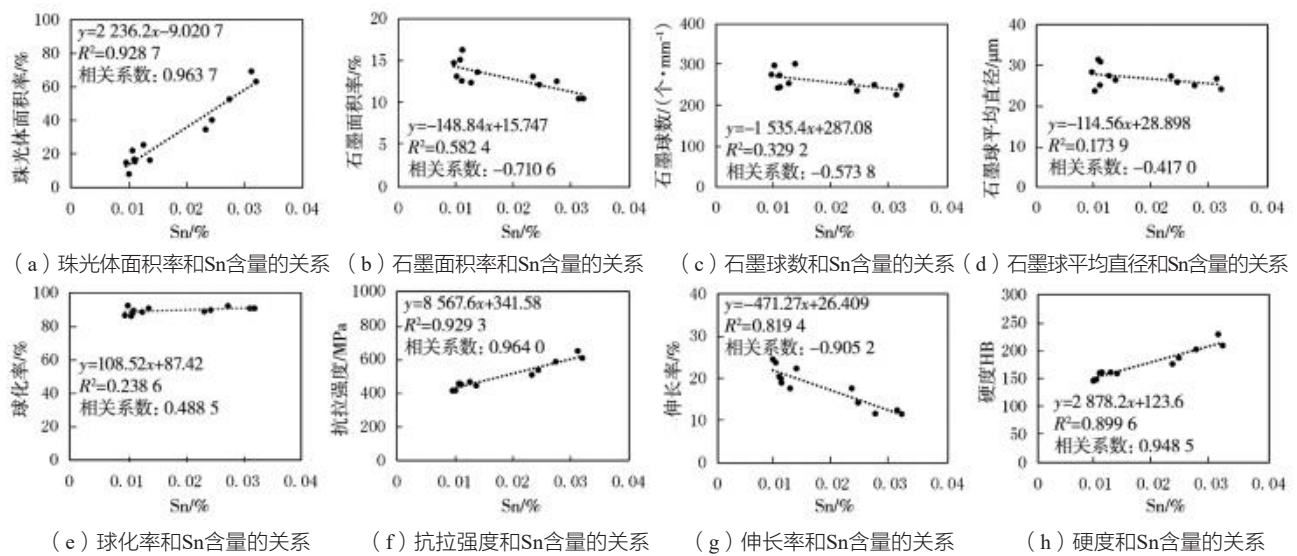 100
80
60
40
20
0
珠光体面积率/%
y=2 236.2x−9.020 7
R²=0.928 7
相关系数: 0.963 7
0 0.01 0.02 0.03 0.04
Sn/%
（a）珠光体面积率和Sn含量的关系
20
15
10
5
0
石墨面积率/%
y=−148.84x+15.747
R²=0.582 4
相关系数: −0.710 6
0 0.01 0.02 0.03 0.04
Sn/%
（b）石墨面积率和Sn含量的关系
400
300
200
100
0
石墨球数/(个·mm⁻¹)
y=−1 535.4x+287.08
R²=0.329 2
相关系数: −0.573 8
0 0.01 0.02 0.03 0.04
Sn/%
（c）石墨球数和Sn含量的关系
40
30
20
10
0
石墨球平均直径/μm
y=−114.56x+28.898
R²=0.173 9
相关系数: −0.417 0
0 0.01 0.02 0.03 0.04
Sn/%
（d）石墨球平均直径和Sn含量的关系
100
80
60
40
20
0
球化率/%
y=108.52x+87.42
R²=0.238 6
相关系数: 0.488 5
0 0.01 0.02 0.03 0.04
Sn/%
（e）球化率和Sn含量的关系
1000
800
600
400
200
0
抗拉强度/MPa
y=8 567.6x+341.58
R²=0.929 3
相关系数: 0.964 0
0 0.01 0.02 0.03 0.04
Sn/%
（f）抗拉强度和Sn含量的关系
40
30
20
10
0
伸长率/%
y=−471.27x+26.409
R²=0.819 4
相关系数: −0.905 2
0 0.01 0.02 0.03 0.04
Sn/%
（g）伸长率和Sn含量的关系
300
250
200
150
100
50
0
硬度HB
y=2 878.2x+123.6
R²=0.899 6
相关系数: 0.948 5
0 0.01 0.02 0.03 0.04
Sn/%
（h）硬度和Sn含量的关系